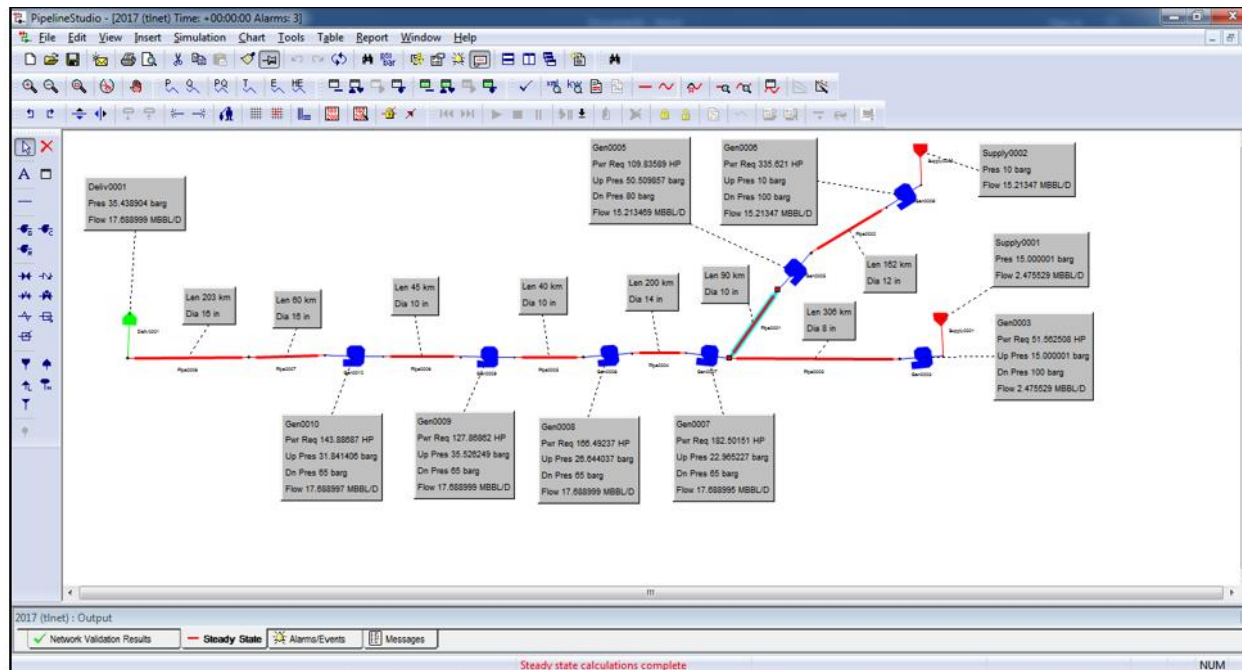 PipelineStudio - [2017 (tlnet) Time: +00:00:00 Alarms: 3]
File Edit View Insert Simulation Chart Tools Table Report Window Help
Gen0005
Pwr Req 109.83589 HP
Up Pres 50.509857 barg
Dn Pres 80 barg
Flow 15.213469 MBBL/D
Gen0006
Pwr Req 335.621 HP
Up Pres 10 barg
Dn Pres 100 barg
Flow 15.21347 MBBL/D
Supply0002
Pres 10 barg
Flow 15.21347 MBBL/D
Deliv0001
Pres 35.438904 barg
Flow 17.688999 MBBL/D
Supply0001
Pres 15.000001 barg
Flow 2.475529 MBBL/D
Len 203 km
Dia 16 in
Len 60 km
Dia 16 in
Len 45 km
Dia 10 in
Len 40 km
Dia 10 in
Len 200 km
Dia 14 in
Len 90 km
Dia 10 in
Len 162 km
Dia 12 in
Len 306 km
Dia 8 in
Gen0003
Pwr Req 51.562508 HP
Up Pres 15.000001 barg
Dn Pres 100 barg
Flow 2.475529 MBBL/D
Gen0010
Pwr Req 143.88687 HP
Up Pres 31.841406 barg
Dn Pres 65 barg
Flow 17.688997 MBBL/D
Gen0009
Pwr Req 127.86862 HP
Up Pres 35.526249 barg
Dn Pres 65 barg
Flow 17.688999 MBBL/D
Gen0008
Pwr Req 166.49237 HP
Up Pres 26.644037 barg
Dn Pres 65 barg
Flow 17.688999 MBBL/D
Gen0007
Pwr Req 182.50151 HP
Up Pres 22.965227 barg
Dn Pres 65 barg
Flow 17.688995 MBBL/D
2017 (tlnet) : Output
Network Validation Results
Steady State
Alarms/Events
Messages
Steady state calculations complete
NUM